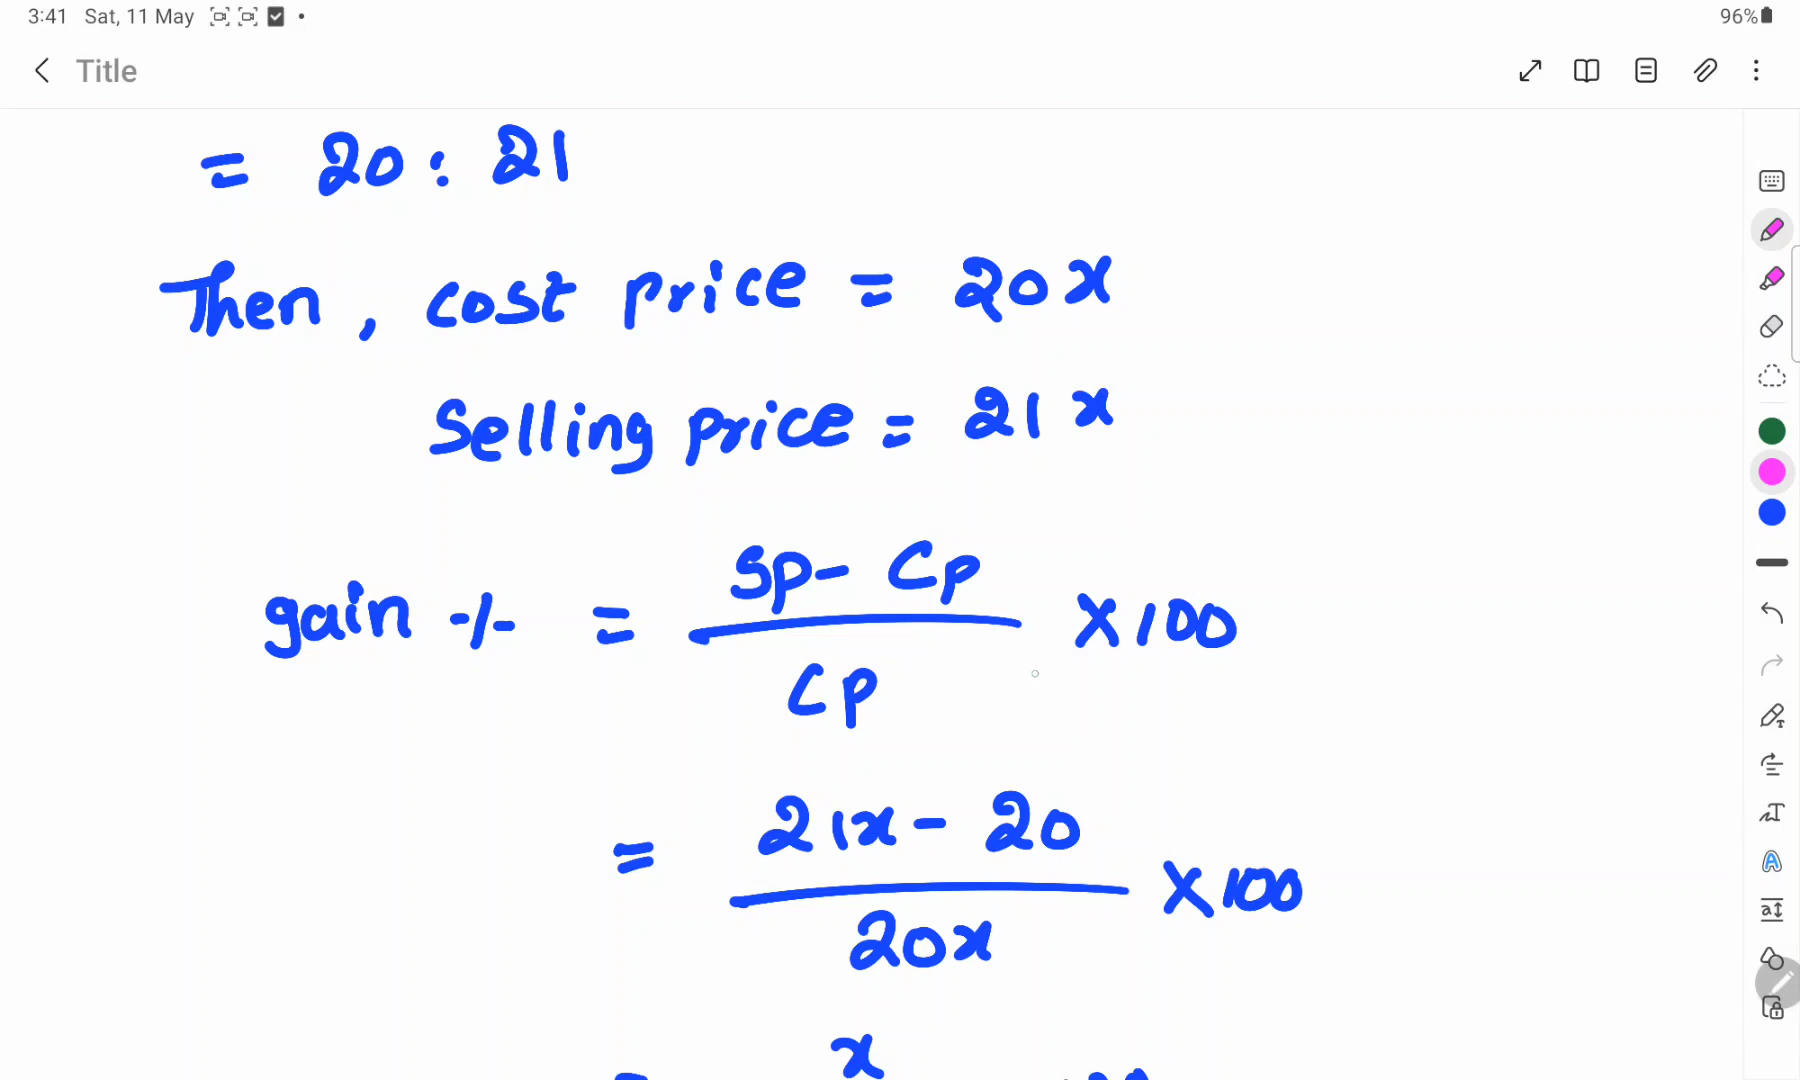 3:41 Sat, 11 May 96%
Title
= 20 : 21
Then, cost price = 20x
Selling price = 21x
gain % = SP - CP / CP × 100
= 21x - 20 / 20x × 100
x